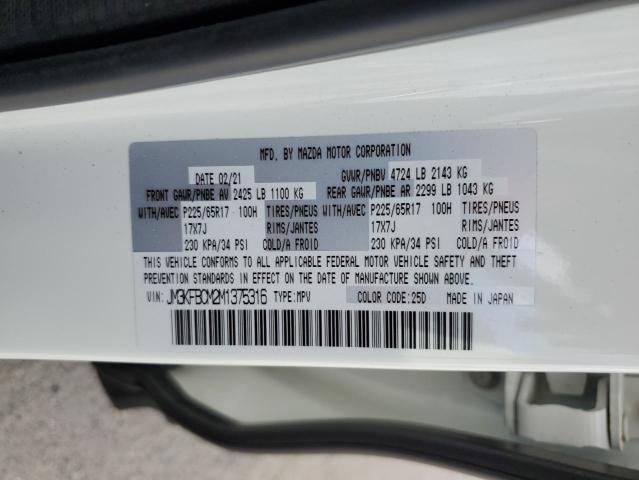 MFD. BY MAZDA MOTOR CORPORATION
DATE 02/21 GVWR/PNBV 4724 LB 2143 KG
FRONT GAWR/PNBE AV 2425 LB 1100 KG REAR GAWR/PNBE AR 2299 LB 1043 KG
WITH/AVEC P225/65R17 100H TIRES/PNEUS WITH/AVEC P225/65R17 100H TIRES/PNEUS
17X7J RIMS/JANTES 17X7J RIMS/JANTES
230 KPA/34 PSI COLD/A FROID 230 KPA/34 PSI COLD/A FROID
THIS VEHICLE CONFORMS TO ALL APPLICABLE FEDERAL MOTOR VEHICLE SAFETY AND THEFT
PREVENTION STANDARDS IN EFFECT ON THE DATE OF MANUFACTURE SHOWN ABOVE.
VIN: JM3KFBCM2M1375316 TYPE:MPV COLOR CODE:25D MADE IN JAPAN